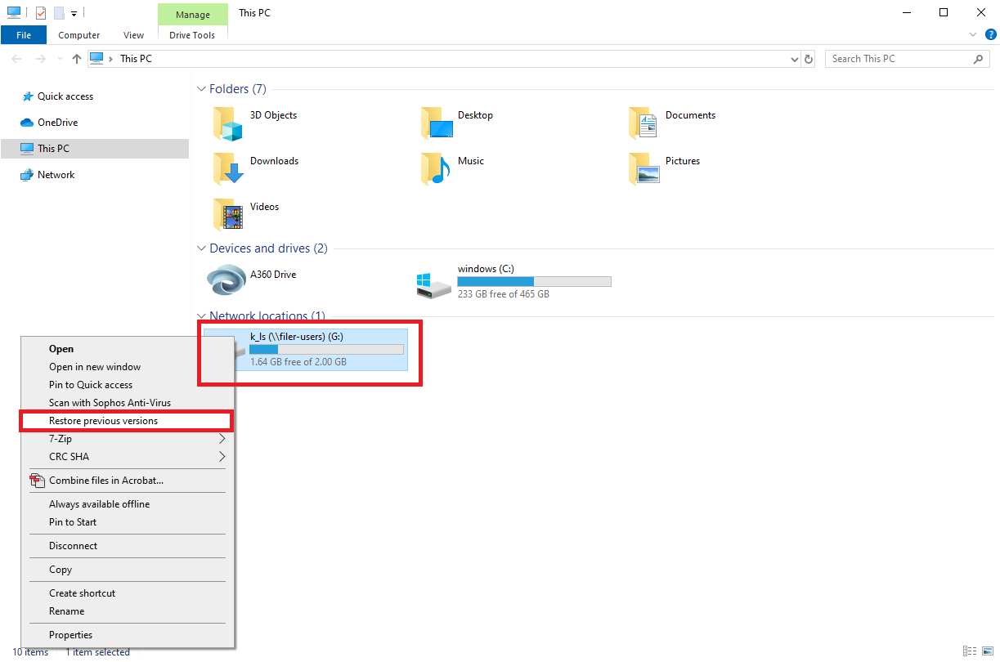 Manage
This PC
File
Computer
View
Drive Tools
This PC
Search This PC
Quick access
OneDrive
This PC
Network
Folders (7)
3D Objects
Desktop
Documents
Downloads
Music
Pictures
Videos
Devices and drives (2)
A360 Drive
windows (C:)
233 GB free of 465 GB
Network locations (1)
k_ls (\\filer-users) (G:)
1.64 GB free of 2.00 GB
Open
Open in new window
Pin to Quick access
Scan with Sophos Anti-Virus
Restore previous versions
7-Zip
CRC SHA
Combine files in Acrobat...
Always available offline
Pin to Start
Disconnect
Copy
Create shortcut
Rename
Properties
10 items 1 item selected